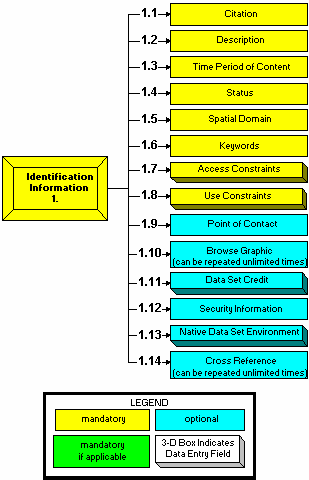 1.1 Citation
1.2 Description
1.3 Time Period of Content
1.4 Status
1.5 Spatial Domain
1.6 Keywords
Identification
Information
1.
1.7 Access Constraints
1.8 Use Constraints
1.9 Point of Contact
1.10 Browse Graphic
(can be repeated unlimited times)
1.11 Data Set Credit
1.12 Security Information
1.13 Native Data Set Environment
1.14 Cross Reference
(can be repeated unlimited times)
LEGEND
mandatory
optional
mandatory
if applicable
3-D Box Indicates
Data Entry Field